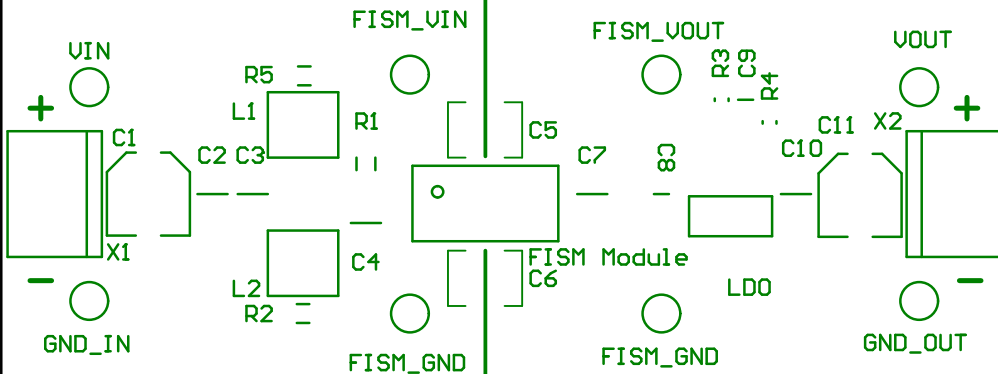 FISM_VIN
FISM_VOUT
VOUT
VIN
R5
R3
C9
R4
+
+
L1
R1
C5
C11
X2
C1
C2
C3
C7
C8
C10
X1
C4
FISM Module
C6
L2
LDO
-
-
R2
GND_IN
GND_OUT
FISM_GND
FISM_GND